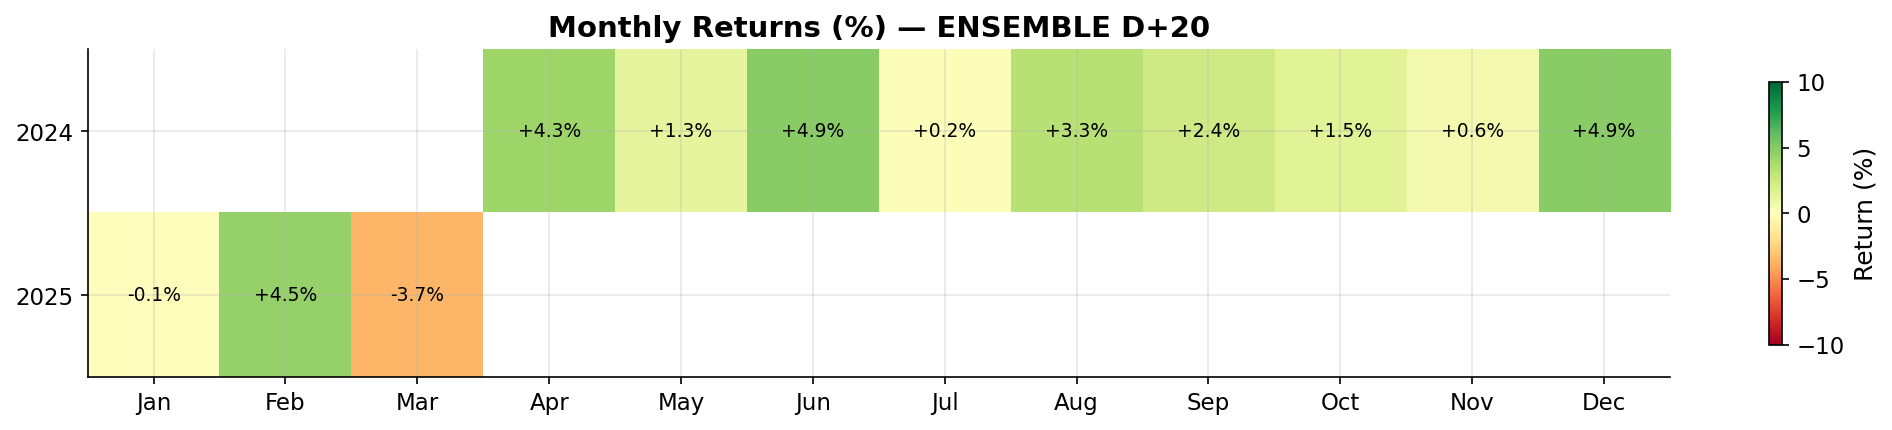 Monthly Returns (%) — ENSEMBLE D+20
2024
+4.3% +1.3% +4.9% +0.2% +3.3% +2.4% +1.5% +0.6% +4.9%
2025
-0.1% +4.5% -3.7%
Jan Feb Mar Apr May Jun Jul Aug Sep Oct Nov Dec
10
5
0
−5
−10
Return (%)